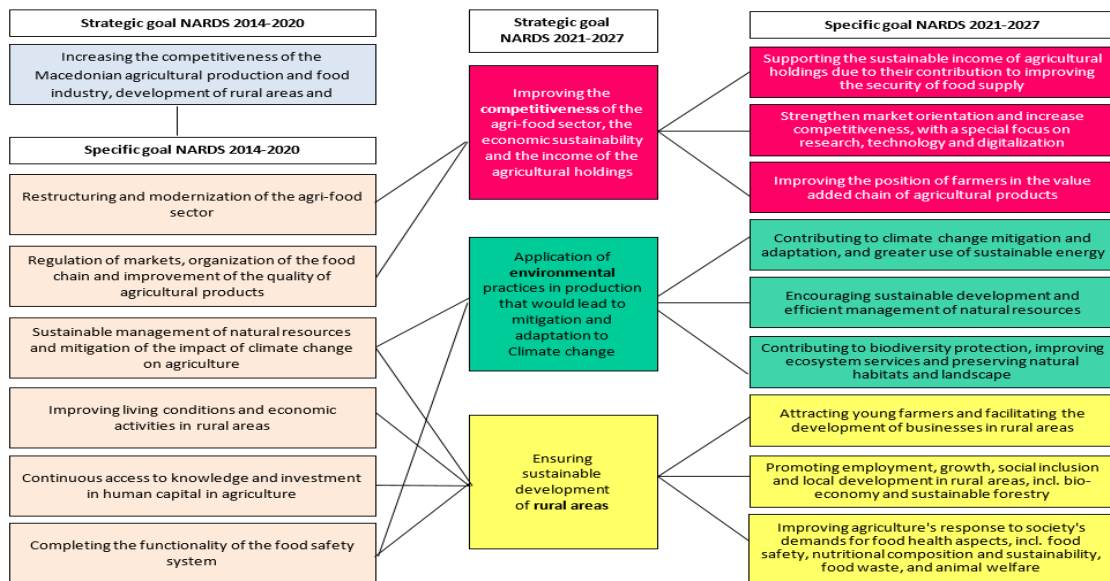 Strategic goal NARDS 2014-2020
Increasing the competitiveness of the
Macedonian agricultural production and food
industry, development of rural areas and
Specific goal NARDS 2014-2020
Restructuring and modernization of the agri-food
sector
Regulation of markets, organization of the food
chain and improvement of the quality of
agricultural products
Sustainable management of natural resources
and mitigation of the impact of climate change
on agriculture
Improving living conditions and economic
activities in rural areas
Continuous access to knowledge and investment
in human capital in agriculture
Completing the functionality of the food safety
system
Strategic goal
NARDS 2021-2027
Improving the
competitiveness of the
agri-food sector, the
economic sustainability
and the income of the
agricultural holdings
Application of
environmental
practices in production
that would lead to
mitigation and
adaptation to
Climate change
Ensuring
sustainable
development
of rural areas
Specific goal NARDS 2021-2027
Supporting the sustainable income of agricultural
holdings due to their contribution to improving
the security of food supply
Strengthen market orientation and increase
competitiveness, with a special focus on
research, technology and digitalization
Improving the position of farmers in the value
added chain of agricultural products
Contributing to climate change mitigation and
adaptation, and greater use of sustainable energy
Encouraging sustainable development and
efficient management of natural resources
Contributing to biodiversity protection, improving
ecosystem services and preserving natural
habitats and landscape
Attracting young farmers and facilitating the
development of businesses in rural areas
Promoting employment, growth, social inclusion
and local development in rural areas, incl. bio-
economy and sustainable forestry
Improving agriculture's response to society's
demands for food health aspects, incl. food
safety, nutritional composition and sustainability,
food waste, and animal welfare